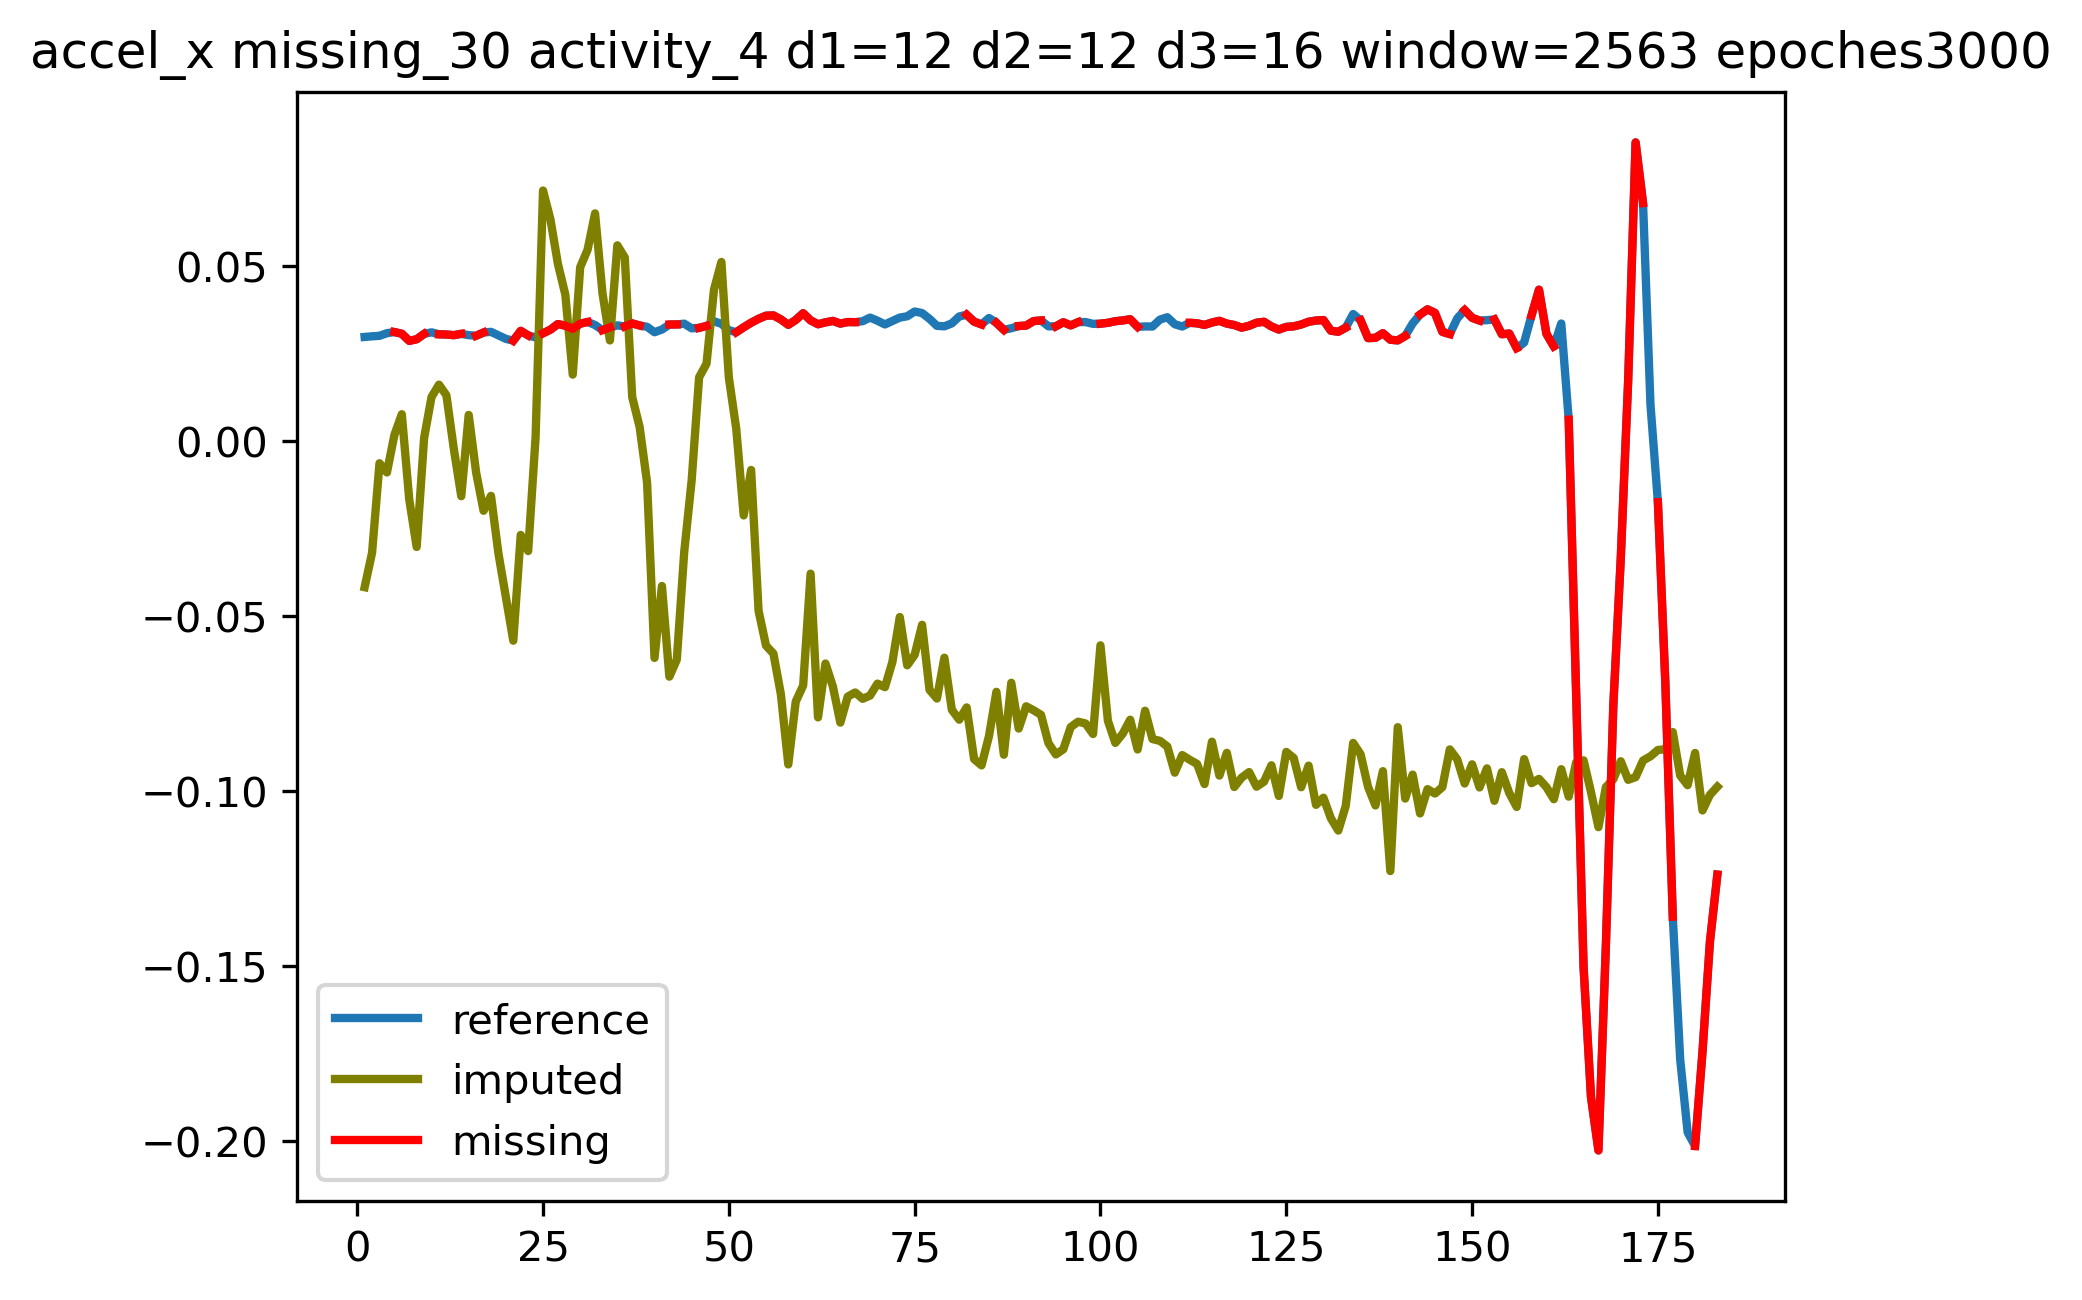 accel_x missing_30 activity_4 d1=12 d2=12 d3=16 window=2563 epoches3000
0.05
0.00
−0.05
−0.10
−0.15
−0.20
reference
imputed
missing
0 25 50 75 100 125 150 175